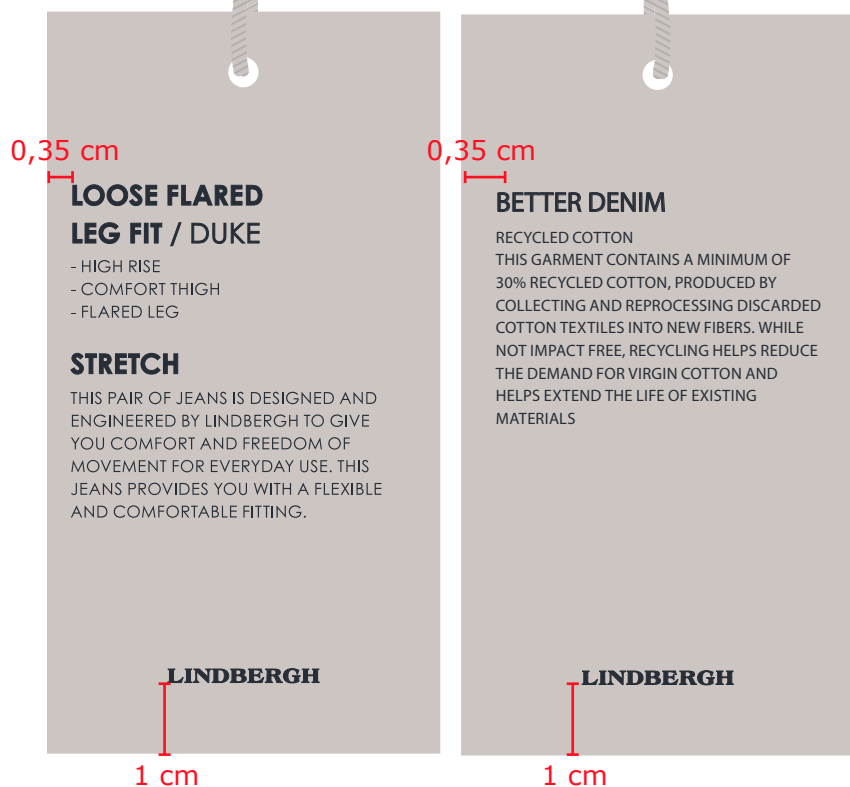 0,35 cm
LOOSE FLARED
LEG FIT / DUKE
- HIGH RISE
- COMFORT THIGH
- FLARED LEG
STRETCH
THIS PAIR OF JEANS IS DESIGNED AND
ENGINEERED BY LINDBERGH TO GIVE
YOU COMFORT AND FREEDOM OF
MOVEMENT FOR EVERYDAY USE. THIS
JEANS PROVIDES YOU WITH A FLEXIBLE
AND COMFORTABLE FITTING.
LINDBERGH
1 cm
0,35 cm
BETTER DENIM
RECYCLED COTTON
THIS GARMENT CONTAINS A MINIMUM OF
30% RECYCLED COTTON, PRODUCED BY
COLLECTING AND REPROCESSING DISCARDED
COTTON TEXTILES INTO NEW FIBERS. WHILE
NOT IMPACT FREE, RECYCLING HELPS REDUCE
THE DEMAND FOR VIRGIN COTTON AND
HELPS EXTEND THE LIFE OF EXISTING
MATERIALS
LINDBERGH
1 cm